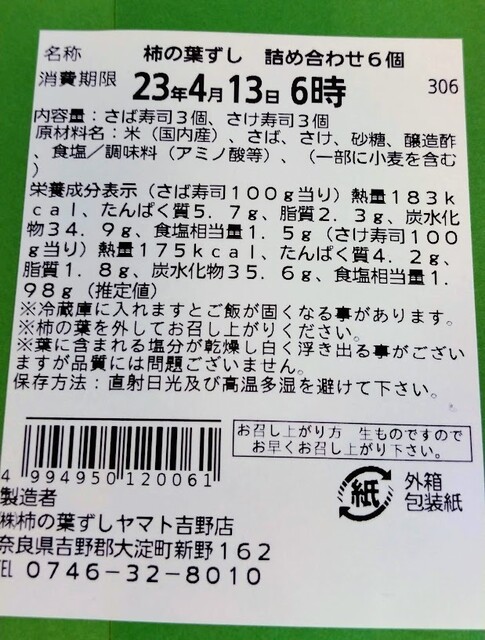 名称　柿の葉ずし　詰め合わせ６個
消費期限　23年4月13日 6時　306
内容量：さば寿司３個、さけ寿司３個
原材料名：米（国内産）、さば、さけ、砂糖、醸造酢
、食塩／調味料（アミノ酸等）、（一部に小麦を含む
）
栄養成分表示（さば寿司１００ｇ当り）熱量１８３ｋ
ｃａｌ、たんぱく質５．７ｇ、脂質２．３ｇ、炭水化
物３４．９ｇ、食塩相当量１．５ｇ（さけ寿司１００
ｇ当り）熱量１７５ｋｃａｌ、たんぱく質４．２ｇ、
脂質１．８ｇ、炭水化物３５．６ｇ、食塩相当量１．
９８ｇ（推定値）
※冷蔵庫に入れますとご飯が固くなる事があります。
※柿の葉を外してお召し上がりください。
※葉に含まれる塩分が乾燥し白く浮き出る事がござい
ますが品質には問題ございません。
保存方法：直射日光及び高温多湿を避けて下さい。
お召し上がり方　生ものですので
お早くお召し上がり下さい。
4 994950 120061
紙
外箱
包装紙
製造者
㈱柿の葉ずしヤマト吉野店
奈良県吉野郡大淀町新野１６２
TEL ０７４６－３２－８０１０